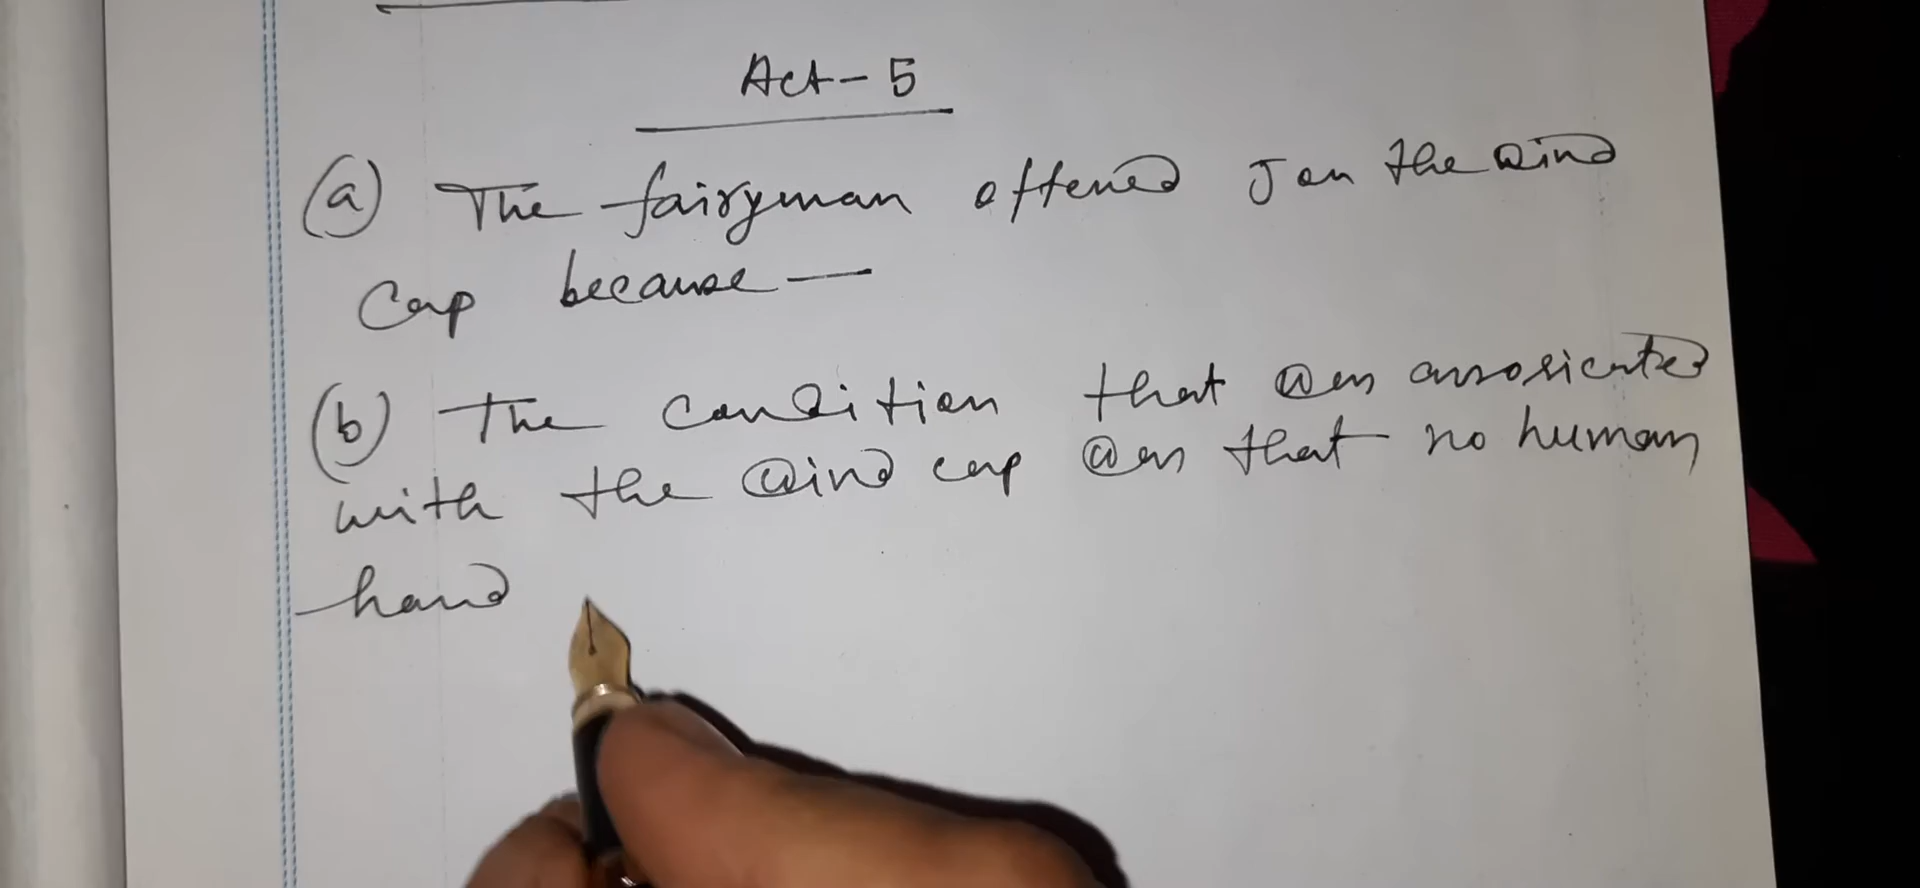 Act - 5
(a) The fairyman offered Jan the wind
cap because —
(b) The condition that was associated
with the wind cap was that no human
hand